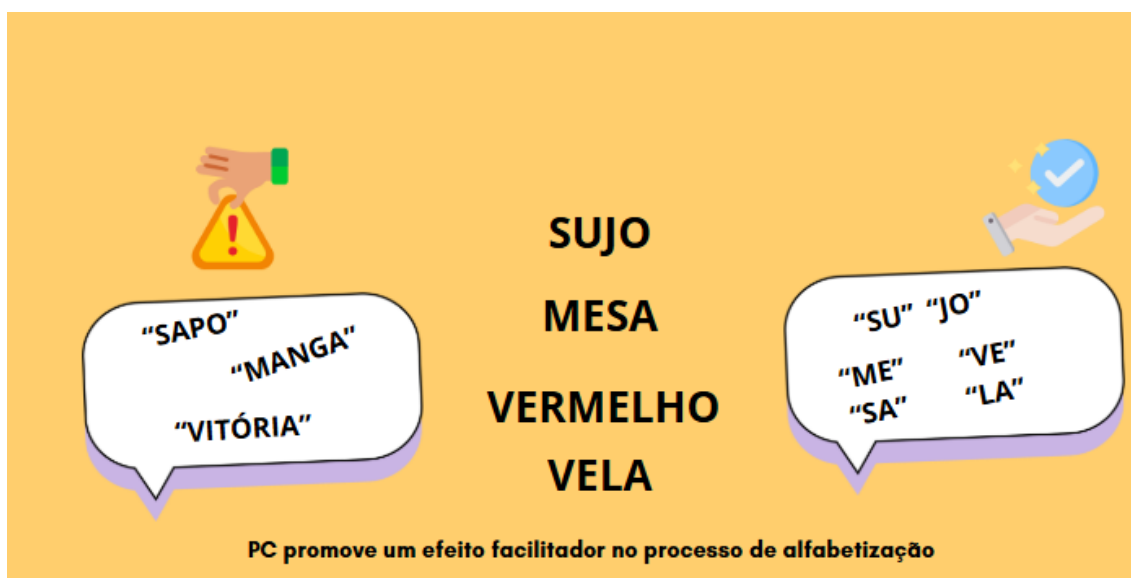 “SAPO”
“MANGA”
“VITÓRIA”
SUJO
MESA
VERMELHO
VELA
“SU” “JO”
“ME” “VE”
“SA” “LA”
PC promove um efeito facilitador no processo de alfabetização